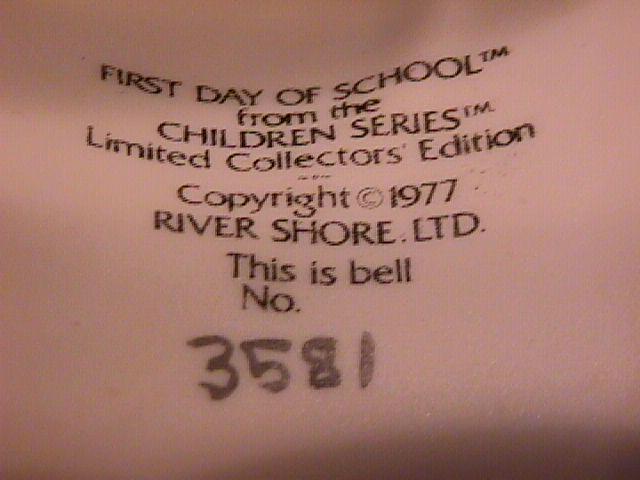 FIRST DAY OF SCHOOL™
from the
CHILDREN SERIES™
Limited Collectors' Edition
Copyright © 1977
RIVER SHORE, LTD.
This is bell
No.
3581